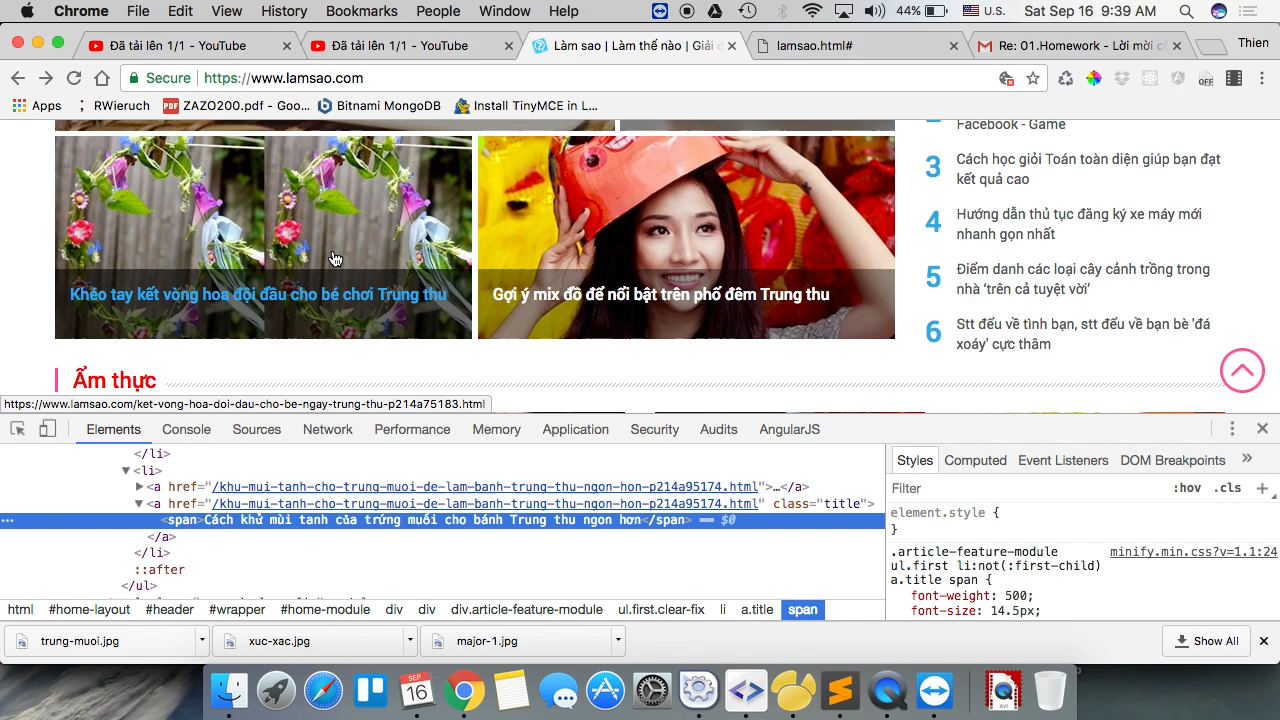 Chrome File Edit View History Bookmarks People Window Help 44% U.S. Sat Sep 16 9:39 AM
Đã tải lên 1/1 - YouTube Đã tải lên 1/1 - YouTube Làm sao | Làm thế nào | Giải đ lamsao.html# Re: 01.Homework - Lời mời c Thien
Secure https://www.lamsao.com
Apps RWieruch ZAZO200.pdf - Goo... Bitnami MongoDB Install TinyMCE in L...
Facebook - Game
3 Cách học giỏi Toán toàn diện giúp bạn đạt
kết quả cao
4 Hướng dẫn thủ tục đăng ký xe máy mới
nhanh gọn nhất
5 Điểm danh các loại cây cảnh trồng trong
nhà ‘trên cả tuyệt vời’
6 Stt đểu về tình bạn, stt đểu về bạn bè 'đá
xoáy’ cực thâm
Khéo tay kết vòng hoa đội đầu cho bé chơi Trung thu
Gợi ý mix đồ để nổi bật trên phố đêm Trung thu
Ẩm thực
https://www.lamsao.com/ket-vong-hoa-doi-dau-cho-be-ngay-trung-thu-p214a75183.html
Elements Console Sources Network Performance Memory Application Security Audits AngularJS
</li>
▼<li>
▶<a href="/khu-mui-tanh-cho-trung-muoi-de-lam-banh-trung-thu-ngon-hon-p214a95174.html">…</a>
▼<a href="/khu-mui-tanh-cho-trung-muoi-de-lam-banh-trung-thu-ngon-hon-p214a95174.html" class="title">
<span>Cách khử mùi tanh của trứng muối cho bánh Trung thu ngon hơn</span> == $0
</a>
</li>
::after
</ul>
html #home-layout #header #wrapper #home-module div div div.article-feature-module ul.first.clear-fix li a.title span
Styles Computed Event Listeners DOM Breakpoints »
Filter :hov .cls +
element.style {
}
.article-feature-module minify.min.css?v=1.1:24
ul.first li:not(:first-child)
a.title span {
font-weight: 500;
font-size: 14.5px;
trung-muoi.jpg xuc-xac.jpg major-1.jpg Show All
SEP
16
AVI